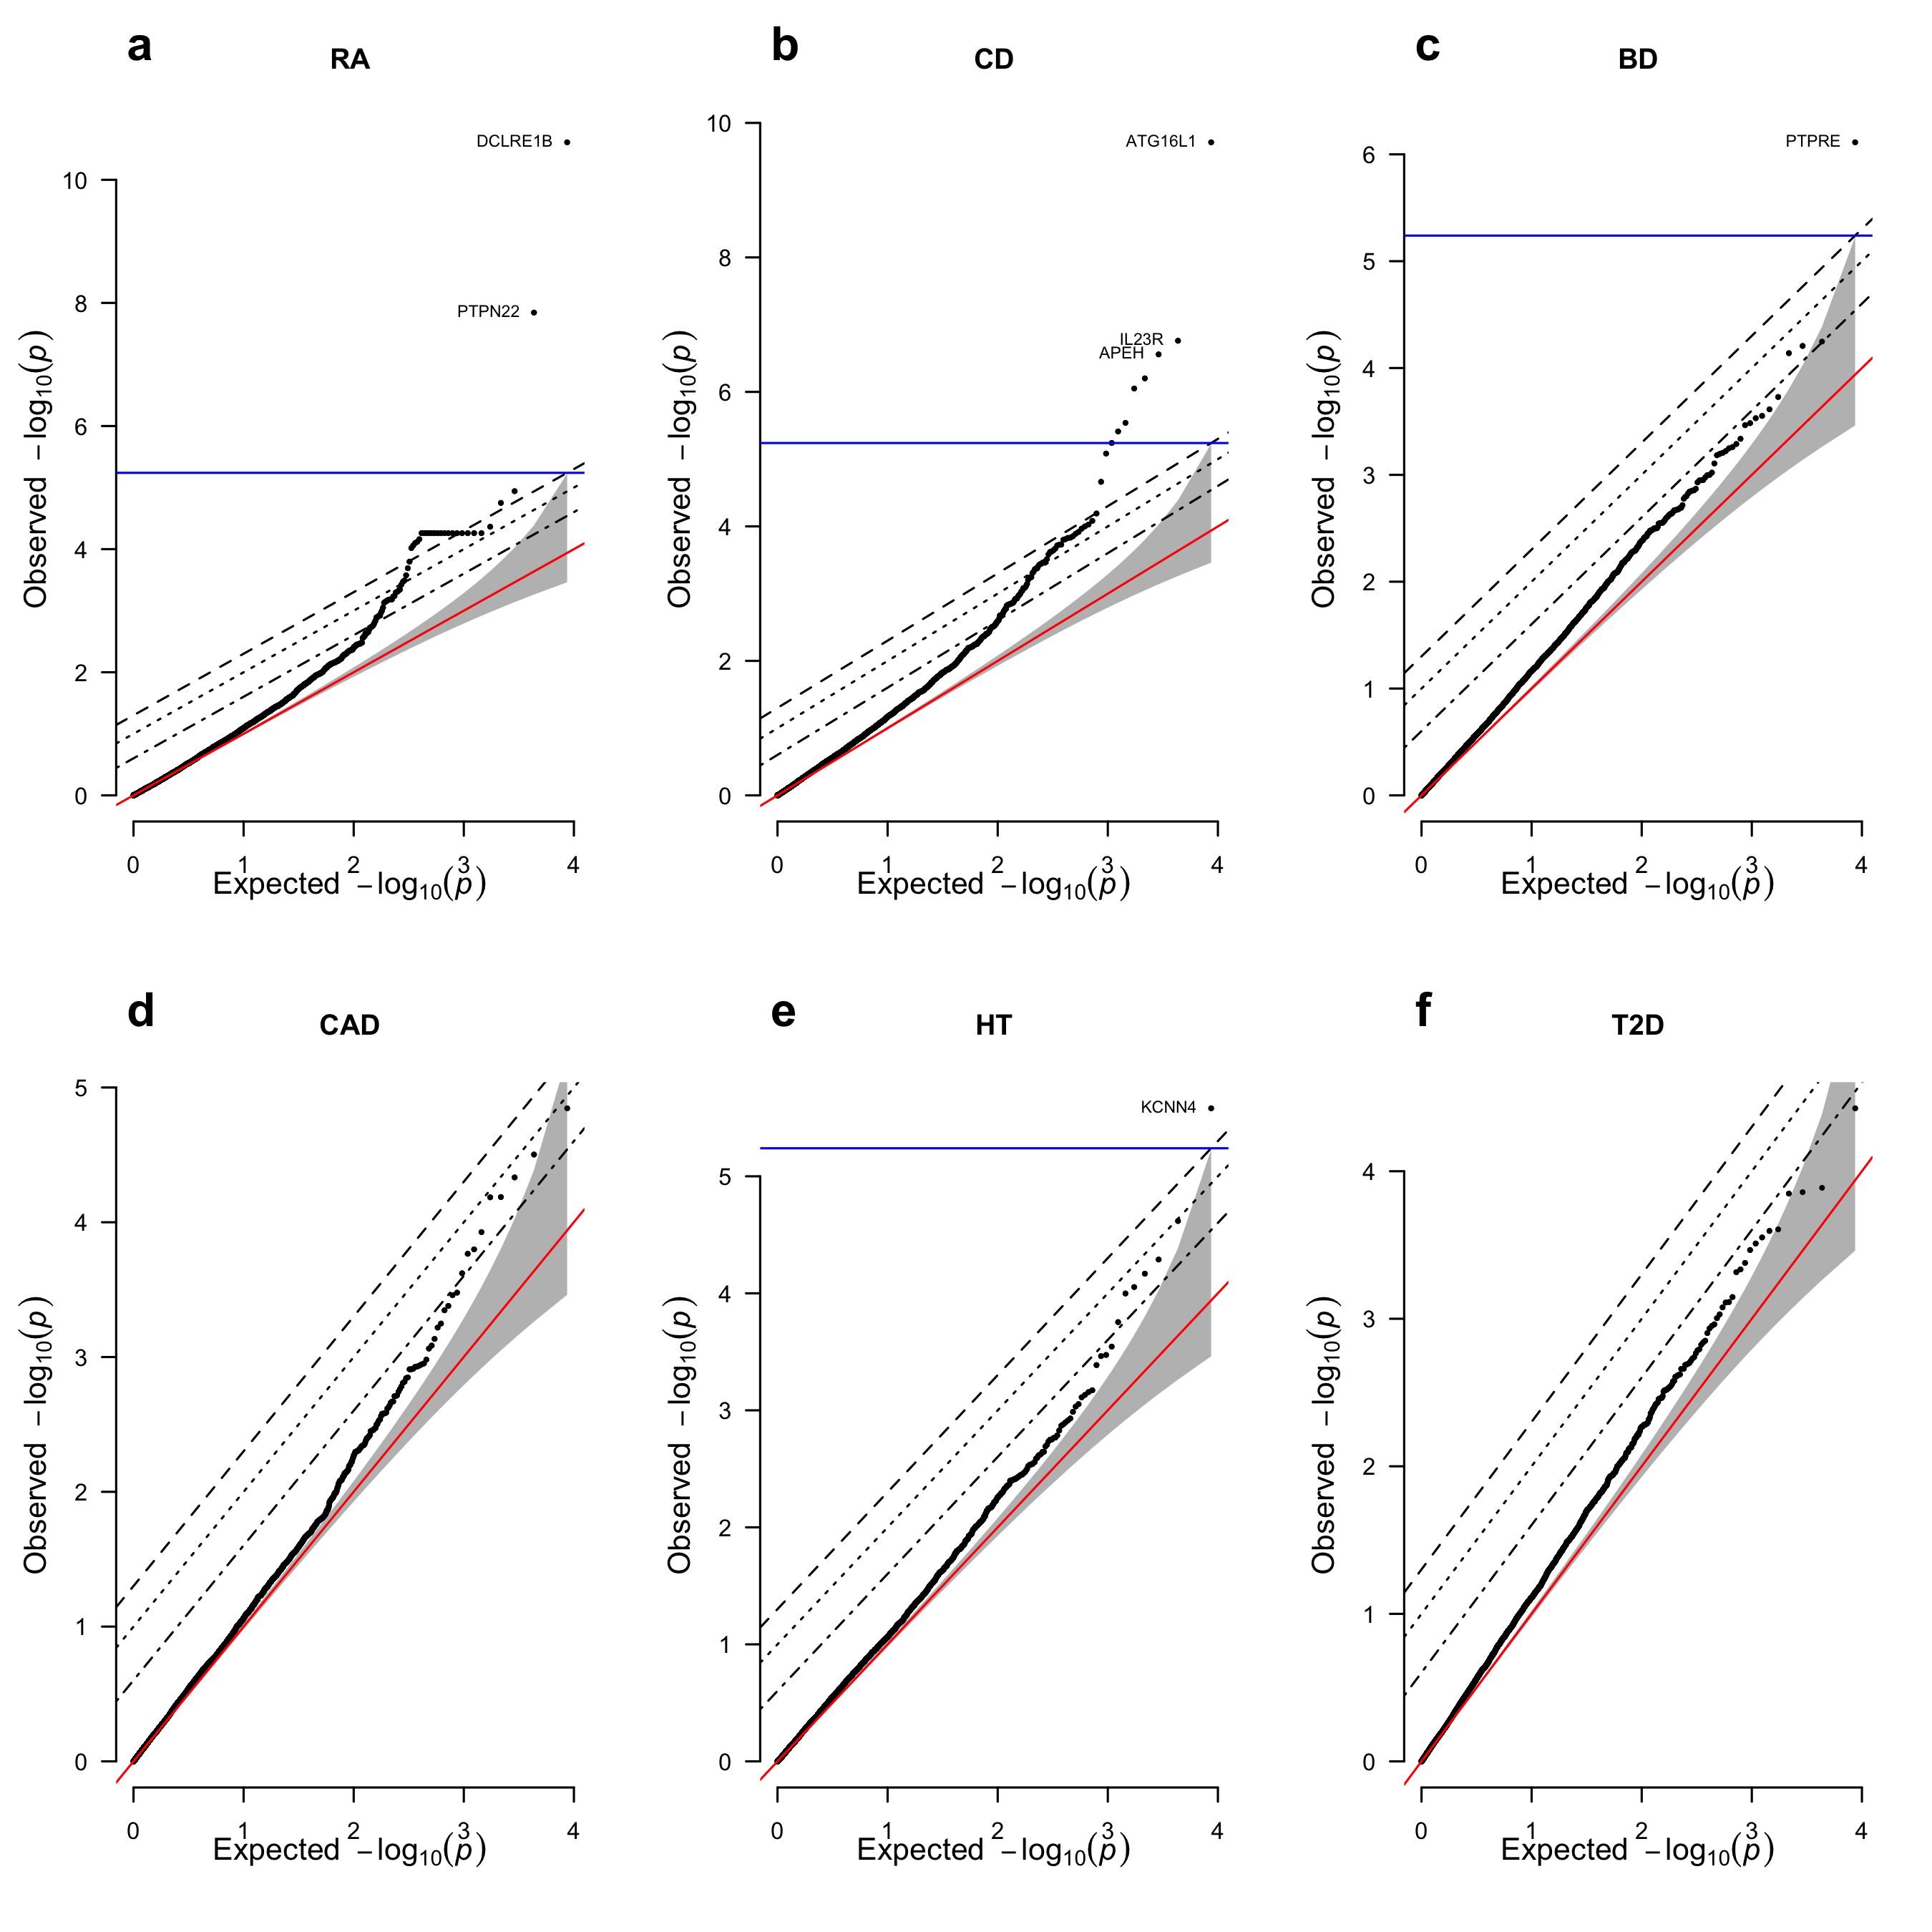 a
RA
DCLRE1B
PTPN22
10
8
6
4
2
0
Observed −log10(p)
0 1 2 3 4
Expected −log10(p)
b
CD
ATG16L1
IL23R
APEH
10
8
6
4
2
0
Observed −log10(p)
0 1 2 3 4
Expected −log10(p)
c
BD
PTPRE
6
5
4
3
2
1
0
Observed −log10(p)
0 1 2 3 4
Expected −log10(p)
d
CAD
5
4
3
2
1
0
Observed −log10(p)
0 1 2 3 4
Expected −log10(p)
e
HT
KCNN4
5
4
3
2
1
0
Observed −log10(p)
0 1 2 3 4
Expected −log10(p)
f
T2D
4
3
2
1
0
Observed −log10(p)
0 1 2 3 4
Expected −log10(p)